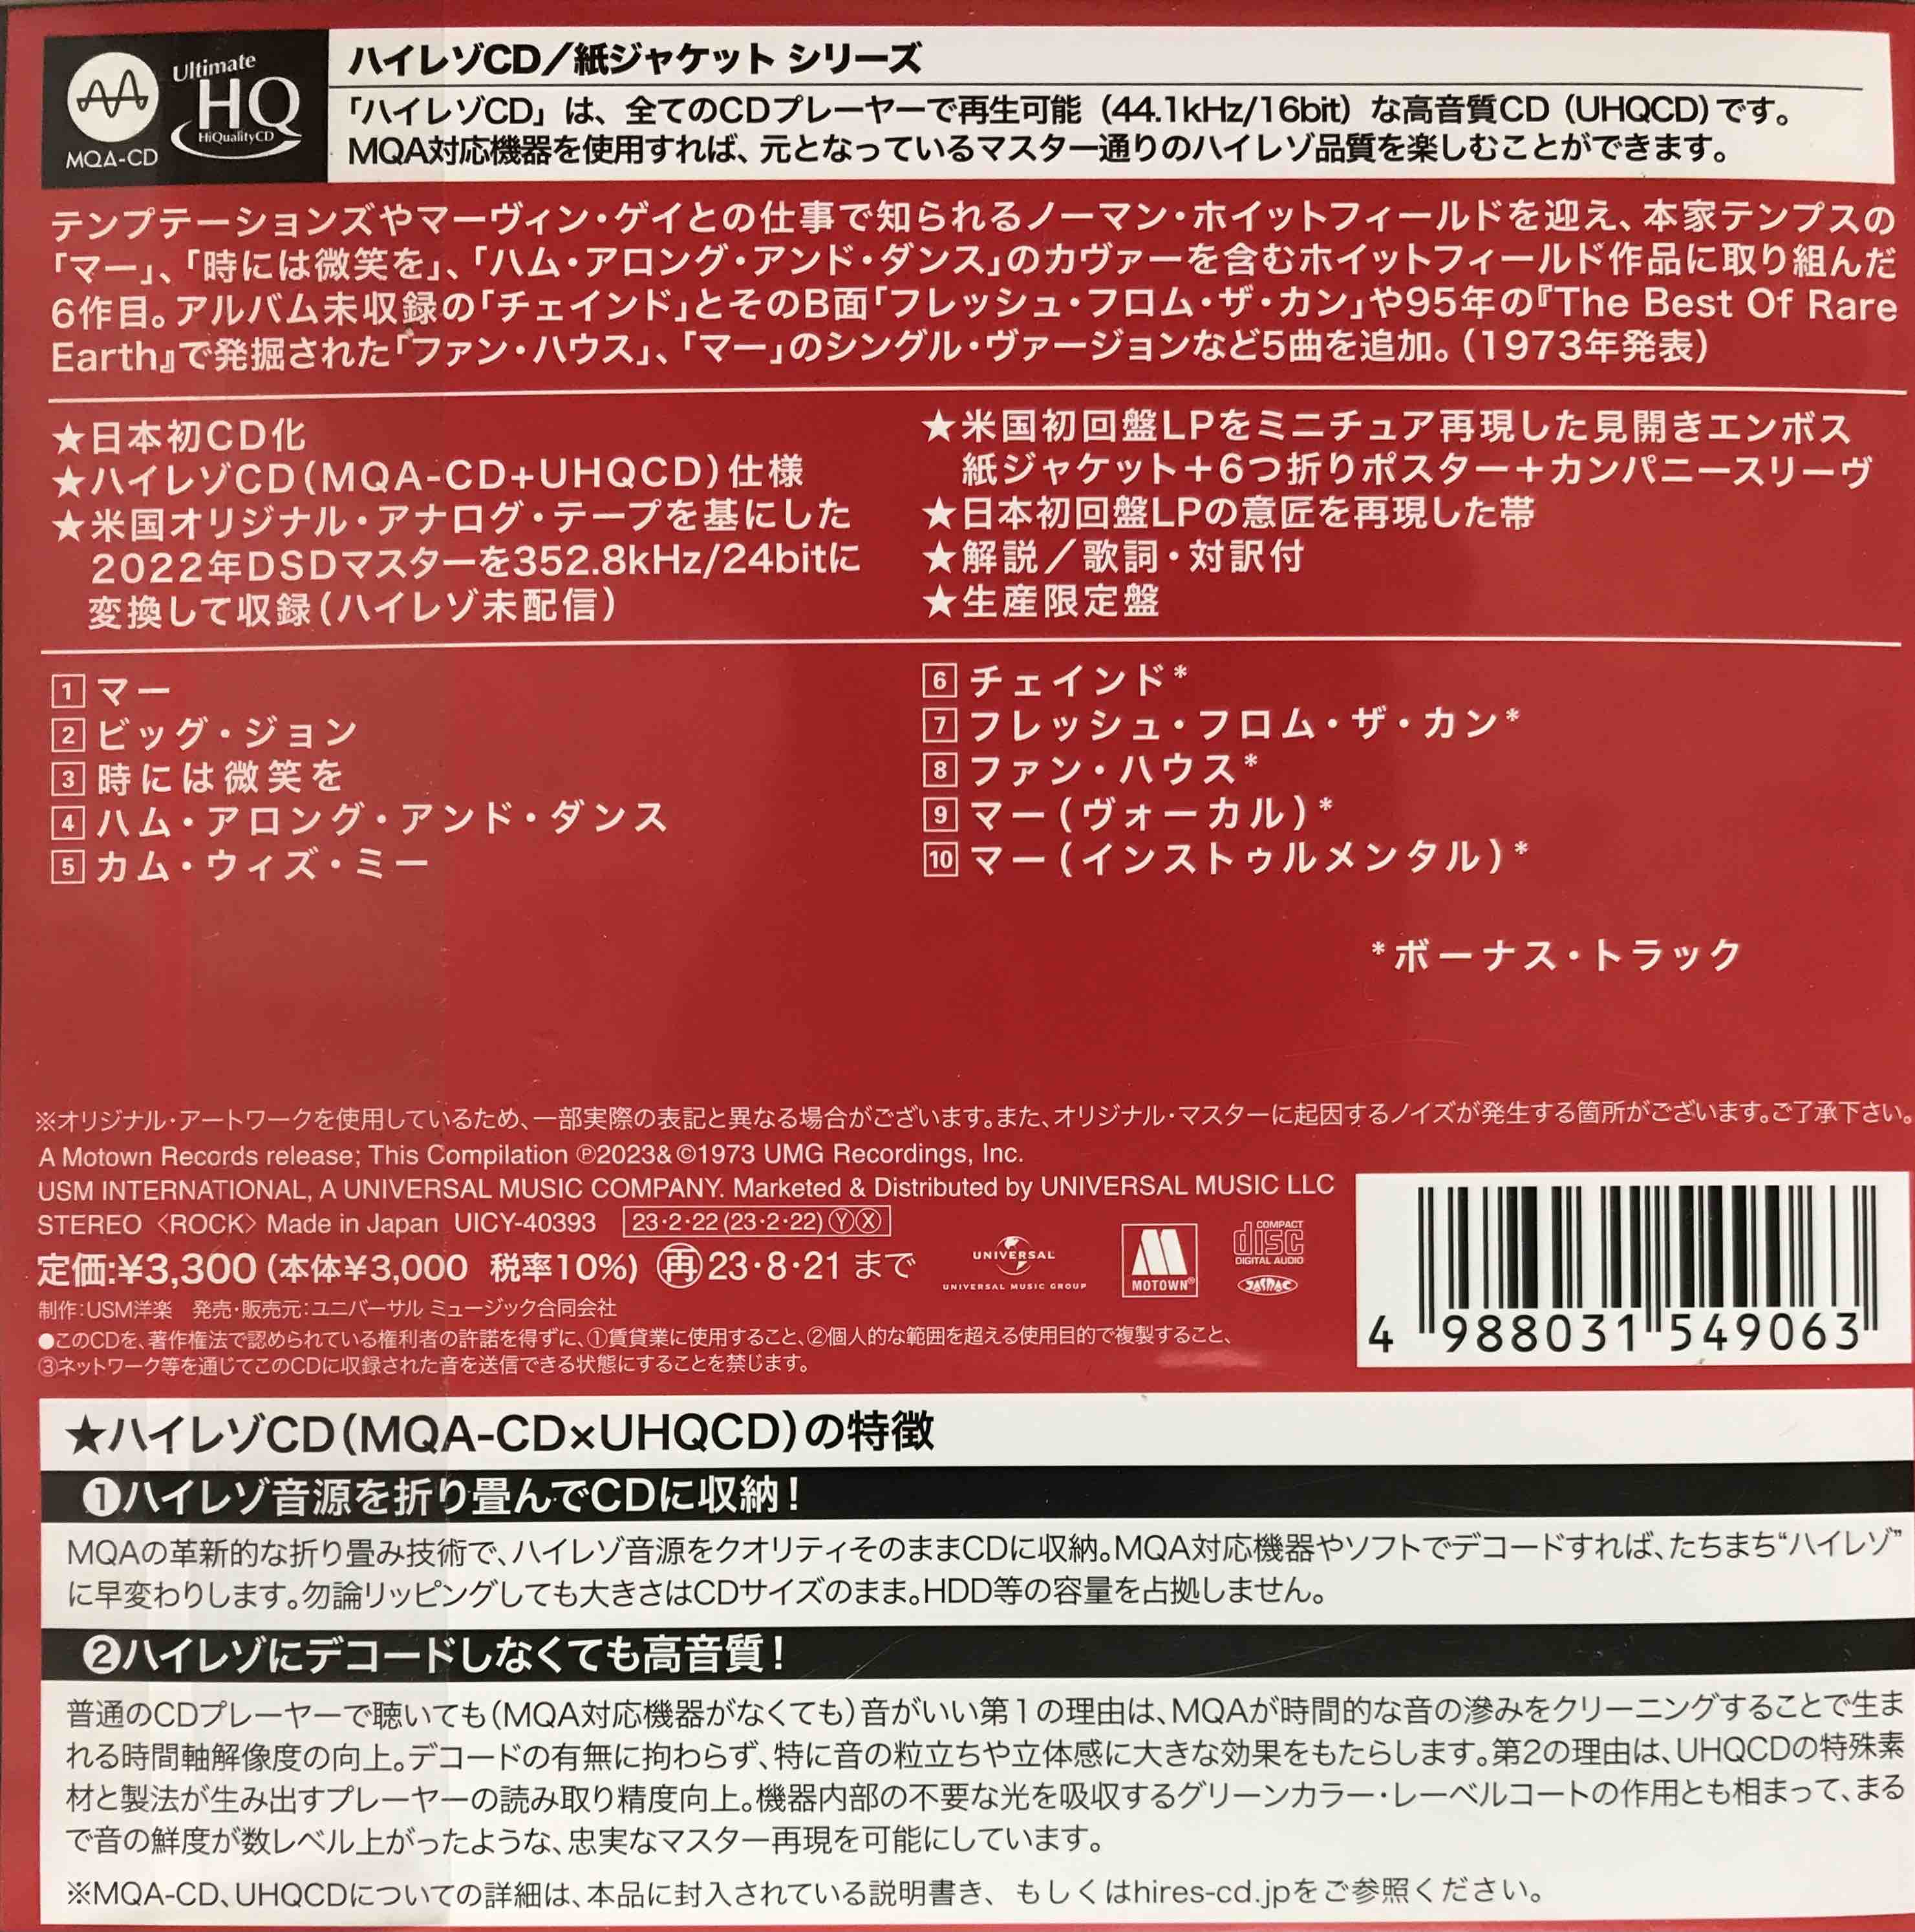 MQA-CD
Ultimate
HQ
HiQualityCD
ハイレゾCD／紙ジャケット シリーズ
「ハイレゾCD」は、全てのCDプレーヤーで再生可能（44.1kHz/16bit）な高音質CD（UHQCD）です。
MQA対応機器を使用すれば、元となっているマスター通りのハイレゾ品質を楽しむことができます。
テンプテーションズやマーヴィン・ゲイとの仕事で知られるノーマン・ホイットフィールドを迎え、本家テンプスの
「マー」、「時には微笑を」、「ハム・アロング・アンド・ダンス」のカヴァーを含むホイットフィールド作品に取り組んだ
6作目。アルバム未収録の「チェインド」とそのB面「フレッシュ・フロム・ザ・カン」や95年の『The Best Of Rare
Earth』で発掘された「ファン・ハウス」、「マー」のシングル・ヴァージョンなど5曲を追加。（1973年発表）
★日本初CD化
★ハイレゾCD（MQA-CD+UHQCD）仕様
★米国オリジナル・アナログ・テープを基にした
2022年DSDマスターを352.8kHz/24bitに
変換して収録（ハイレゾ未配信）
★米国初回盤LPをミニチュア再現した見開きエンボス
紙ジャケット＋6つ折りポスター＋カンパニースリーヴ
★日本初回盤LPの意匠を再現した帯
★解説／歌詞・対訳付
★生産限定盤
1 マー
2 ビッグ・ジョン
3 時には微笑を
4 ハム・アロング・アンド・ダンス
5 カム・ウィズ・ミー
6 チェインド*
7 フレッシュ・フロム・ザ・カン*
8 ファン・ハウス*
9 マー（ヴォーカル）*
10 マー（インストゥルメンタル）*
*ボーナス・トラック
※オリジナル・アートワークを使用しているため、一部実際の表記と異なる場合がございます。また、オリジナル・マスターに起因するノイズが発生する箇所がございます。ご了承下さい。
A Motown Records release; This Compilation ℗2023&©1973 UMG Recordings, Inc.
USM INTERNATIONAL, A UNIVERSAL MUSIC COMPANY. Marketed & Distributed by UNIVERSAL MUSIC LLC
STEREO 〈ROCK〉 Made in Japan UICY-40393 23・2・22 (23・2・22) Ⓨ Ⓧ
定価:¥3,300（本体¥3,000 税率10%）㊢23・8・21 まで
UNIVERSAL
UNIVERSAL MUSIC GROUP
MOTOWN®
COMPACT
disc
DIGITAL AUDIO
JASRAC
制作：USM洋楽 発売・販売元：ユニバーサル ミュージック合同会社
●このCDを、著作権法で認められている権利者の許諾を得ずに、①賃貸業に使用すること、②個人的な範囲を超える使用目的で複製すること、
③ネットワーク等を通じてこのCDに収録された音を送信できる状態にすることを禁じます。
4 988031 549063
★ハイレゾCD（MQA-CD×UHQCD）の特徴
❶ハイレゾ音源を折り畳んでCDに収納！
MQAの革新的な折り畳み技術で、ハイレゾ音源をクオリティそのままCDに収納。MQA対応機器やソフトでデコードすれば、たちまち“ハイレゾ”
に早変わりします。勿論リッピングしても大きさはCDサイズのまま。HDD等の容量を占拠しません。
❷ハイレゾにデコードしなくても高音質！
普通のCDプレーヤーで聴いても（MQA対応機器がなくても）音がいい第1の理由は、MQAが時間的な音の滲みをクリーニングすることで生ま
れる時間軸解像度の向上。デコードの有無に拘わらず、特に音の粒立ちや立体感に大きな効果をもたらします。第2の理由は、UHQCDの特殊素
材と製法が生み出すプレーヤーの読み取り精度向上。機器内部の不要な光を吸収するグリーンカラー・レーベルコートの作用とも相まって、まる
で音の鮮度が数レベル上がったような、忠実なマスター再現を可能にしています。
※MQA-CD、UHQCDについての詳細は、本品に封入されている説明書き、もしくはhires-cd.jpをご参照ください。